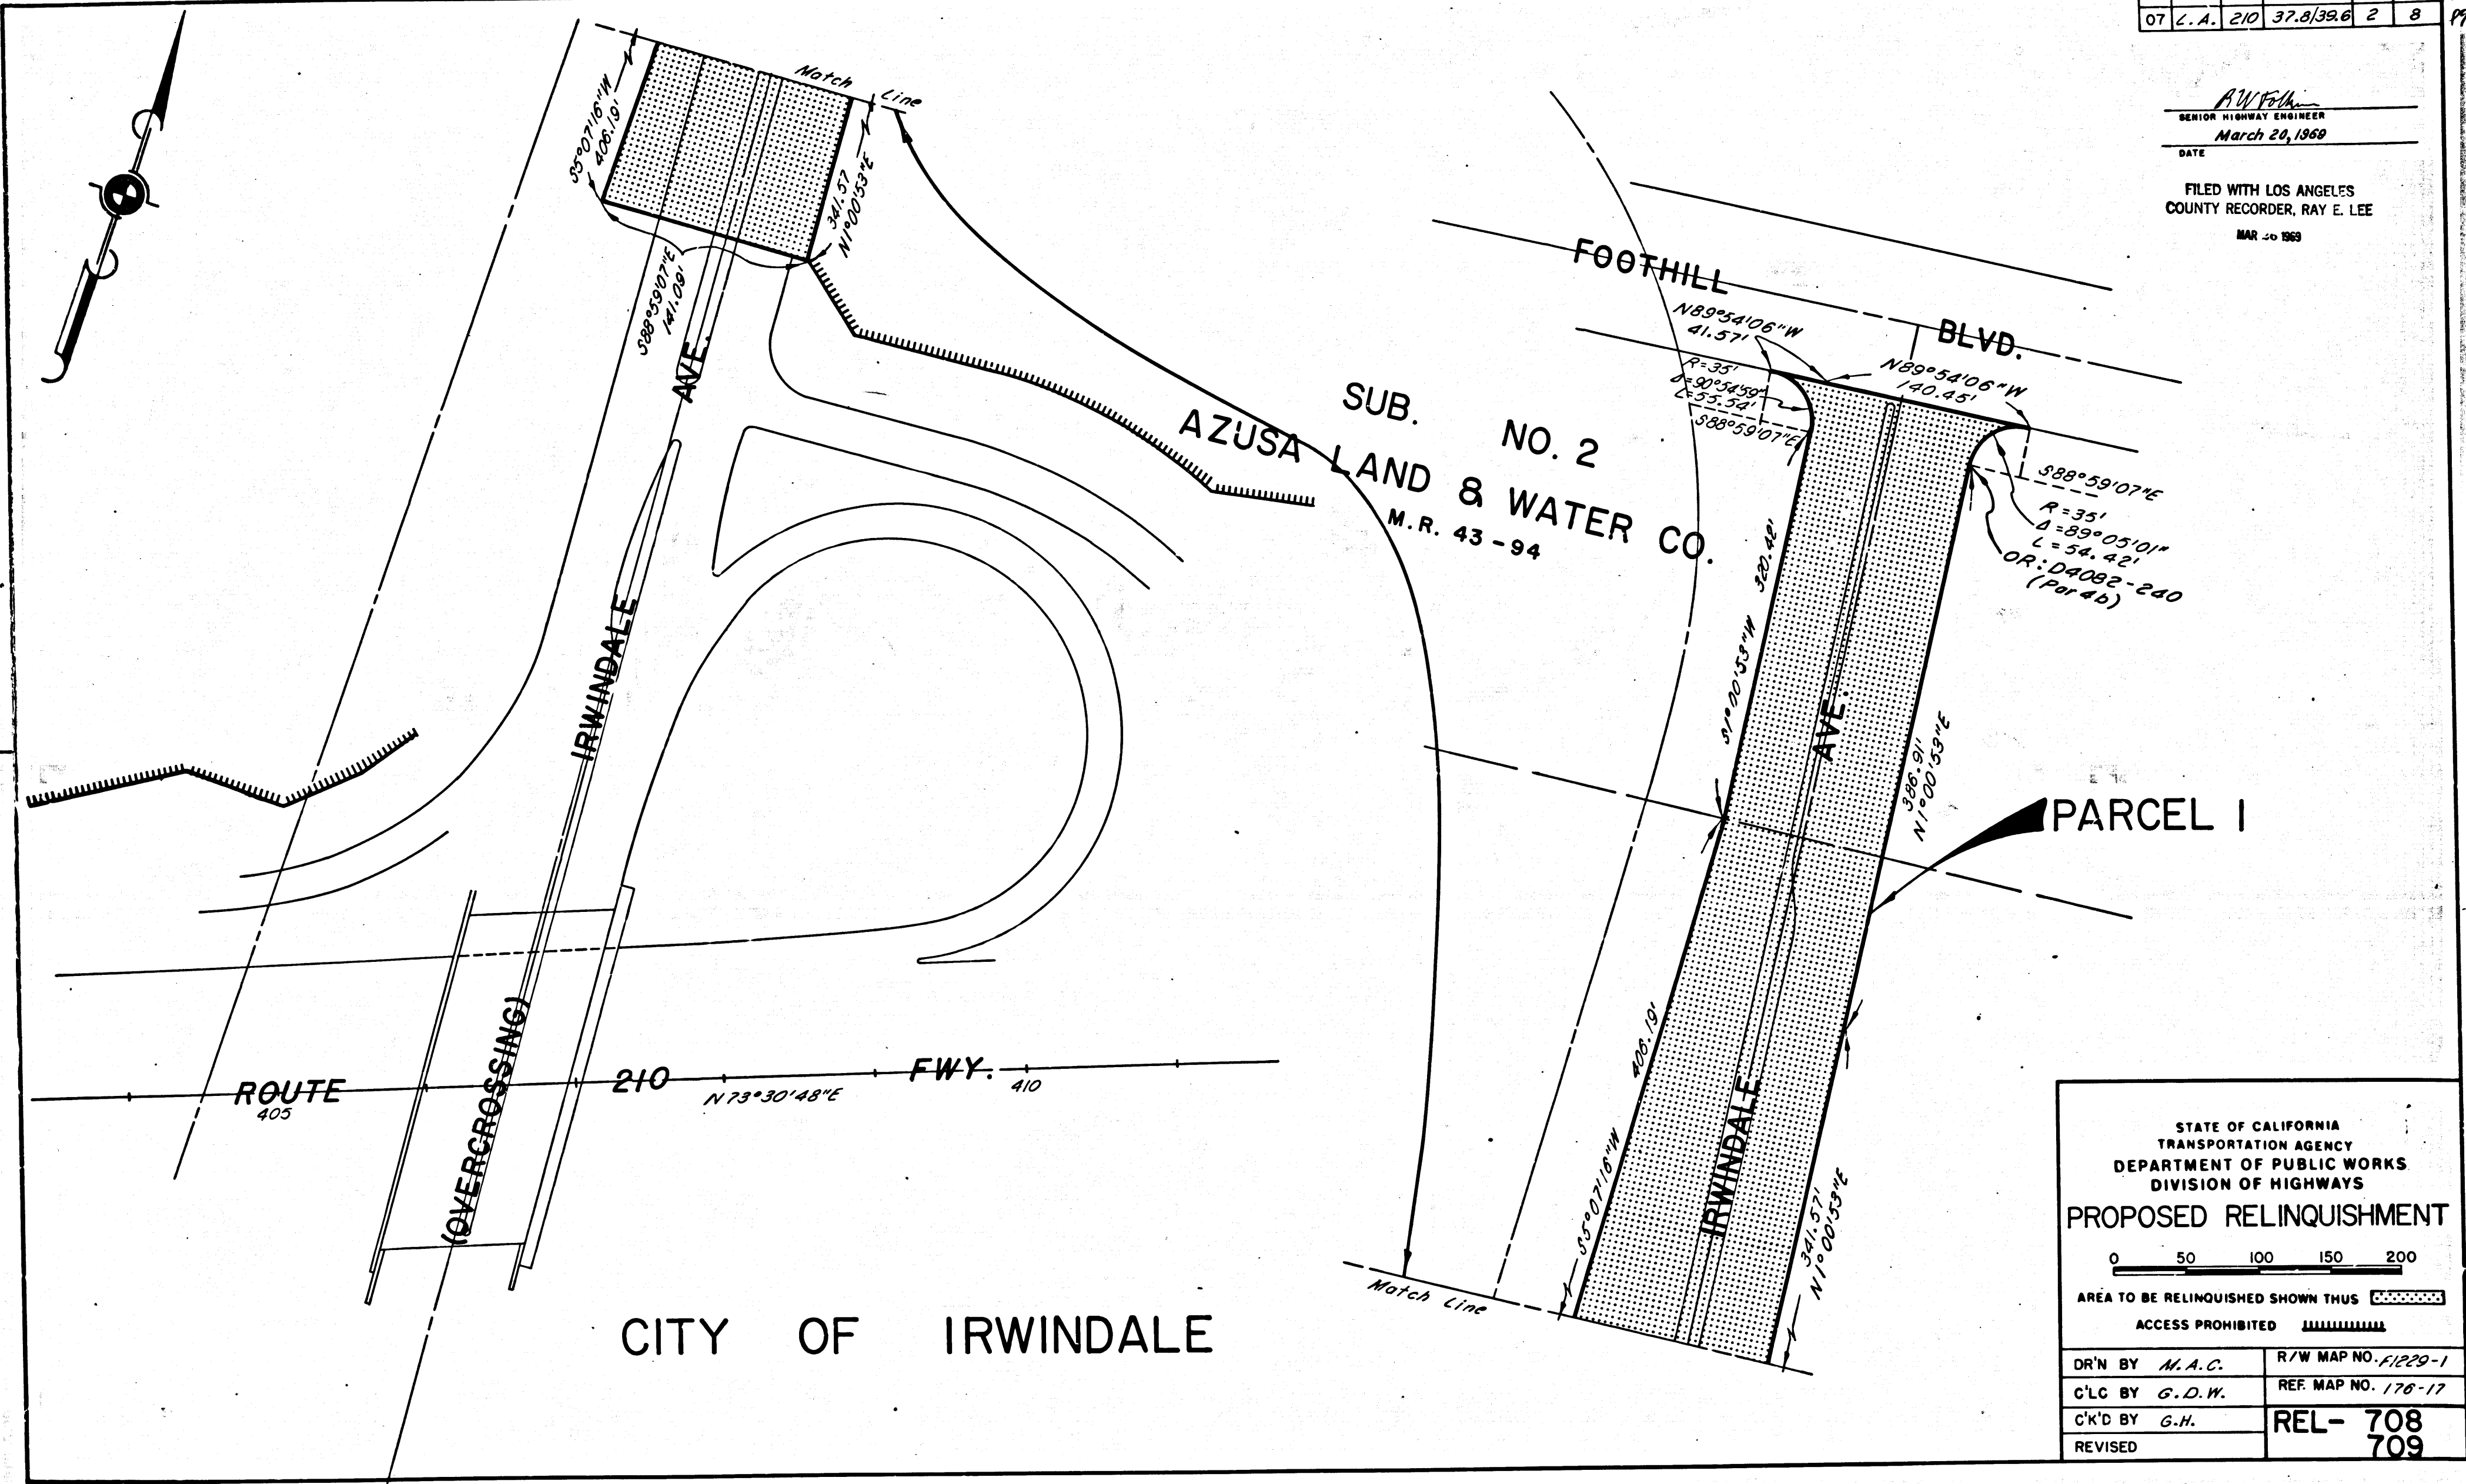 07 L.A. 210 37.8/39.6 2 8
SENIOR HIGHWAY ENGINEER
March 20, 1969
DATE
FILED WITH LOS ANGELES
COUNTY RECORDER, RAY E. LEE
MAR 1969
Match Line
S5°07'16"W
406.19'
341.57
N1°00'53"E
S88°59'07"E
141.09'
IRWINDALE AVE.
(OVERCROSSING)
ROUTE 210 FWY.
405
N73°30'48"E
410
CITY OF IRWINDALE
SUB. NO. 2
AZUSA LAND & WATER CO.
M.R. 43-94
FOOTHILL BLVD.
N89°54'06"W
41.57'
N89°54'06"W
140.45'
R=35'
Δ=90°54'59"
L=55.54'
S88°59'07"E
S88°59'07"E
R=35'
Δ=89°05'01"
L=54.42'
OR: D4082-240
(Par 4b)
S1°00'53"W 320.42'
386.91'
N1°00'53"E
PARCEL 1
S5°07'16"W 406.19'
341.57'
N1°00'53"E
IRWINDALE AVE.
Match Line
STATE OF CALIFORNIA
TRANSPORTATION AGENCY
DEPARTMENT OF PUBLIC WORKS
DIVISION OF HIGHWAYS
PROPOSED RELINQUISHMENT
0 50 100 150 200
AREA TO BE RELINQUISHED SHOWN THUS
ACCESS PROHIBITED
DR'N BY M.A.C.
R/W MAP NO. F1229-1
C'LC BY G.D.W.
REF. MAP NO. 176-17
C'K'D BY G.H.
REL- 708
709
REVISED